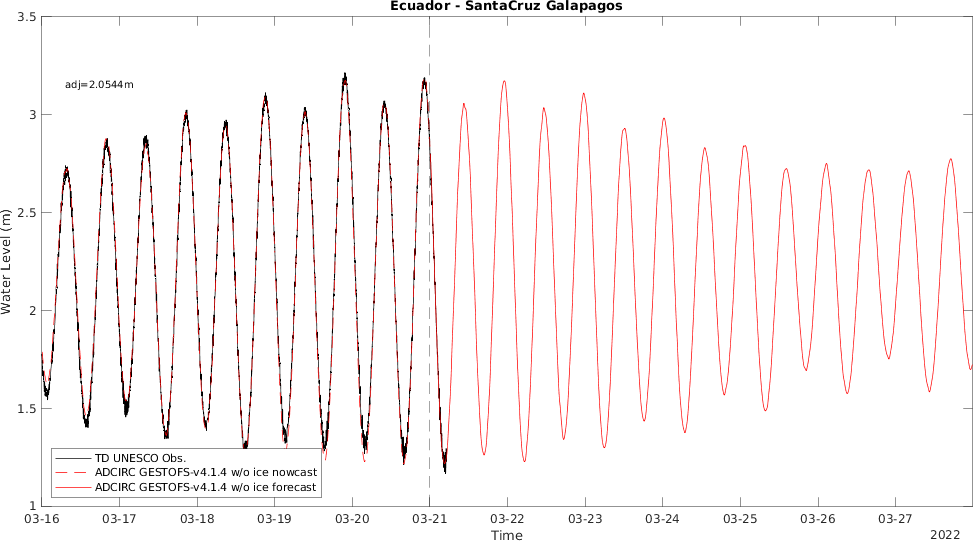 Ecuador - SantaCruz Galapagos
3.5
adj=2.0544m
3
2.5
Water Level (m)
2
1.5
TD UNESCO Obs.
ADCIRC GESTOFS-v4.1.4 w/o ice nowcast
ADCIRC GESTOFS-v4.1.4 w/o ice forecast
1
03-16 03-17 03-18 03-19 03-20 03-21 03-22 03-23 03-24 03-25 03-26 03-27
Time
2022